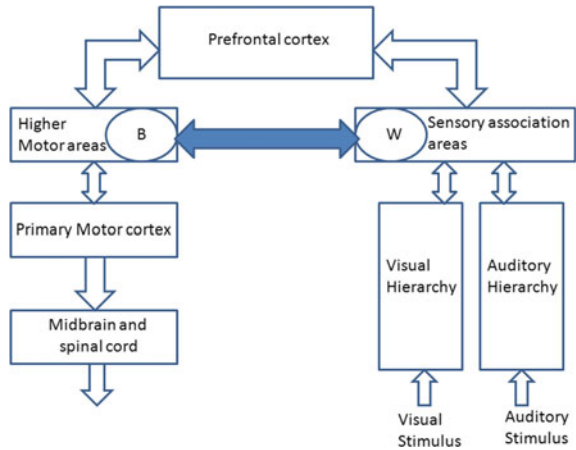 Prefrontal cortex
Higher
Motor areas
B
W
Sensory association
areas
Primary Motor cortex
Visual
Hierarchy
Auditory
Hierarchy
Midbrain and
spinal cord
Visual
Stimulus
Auditory
Stimulus